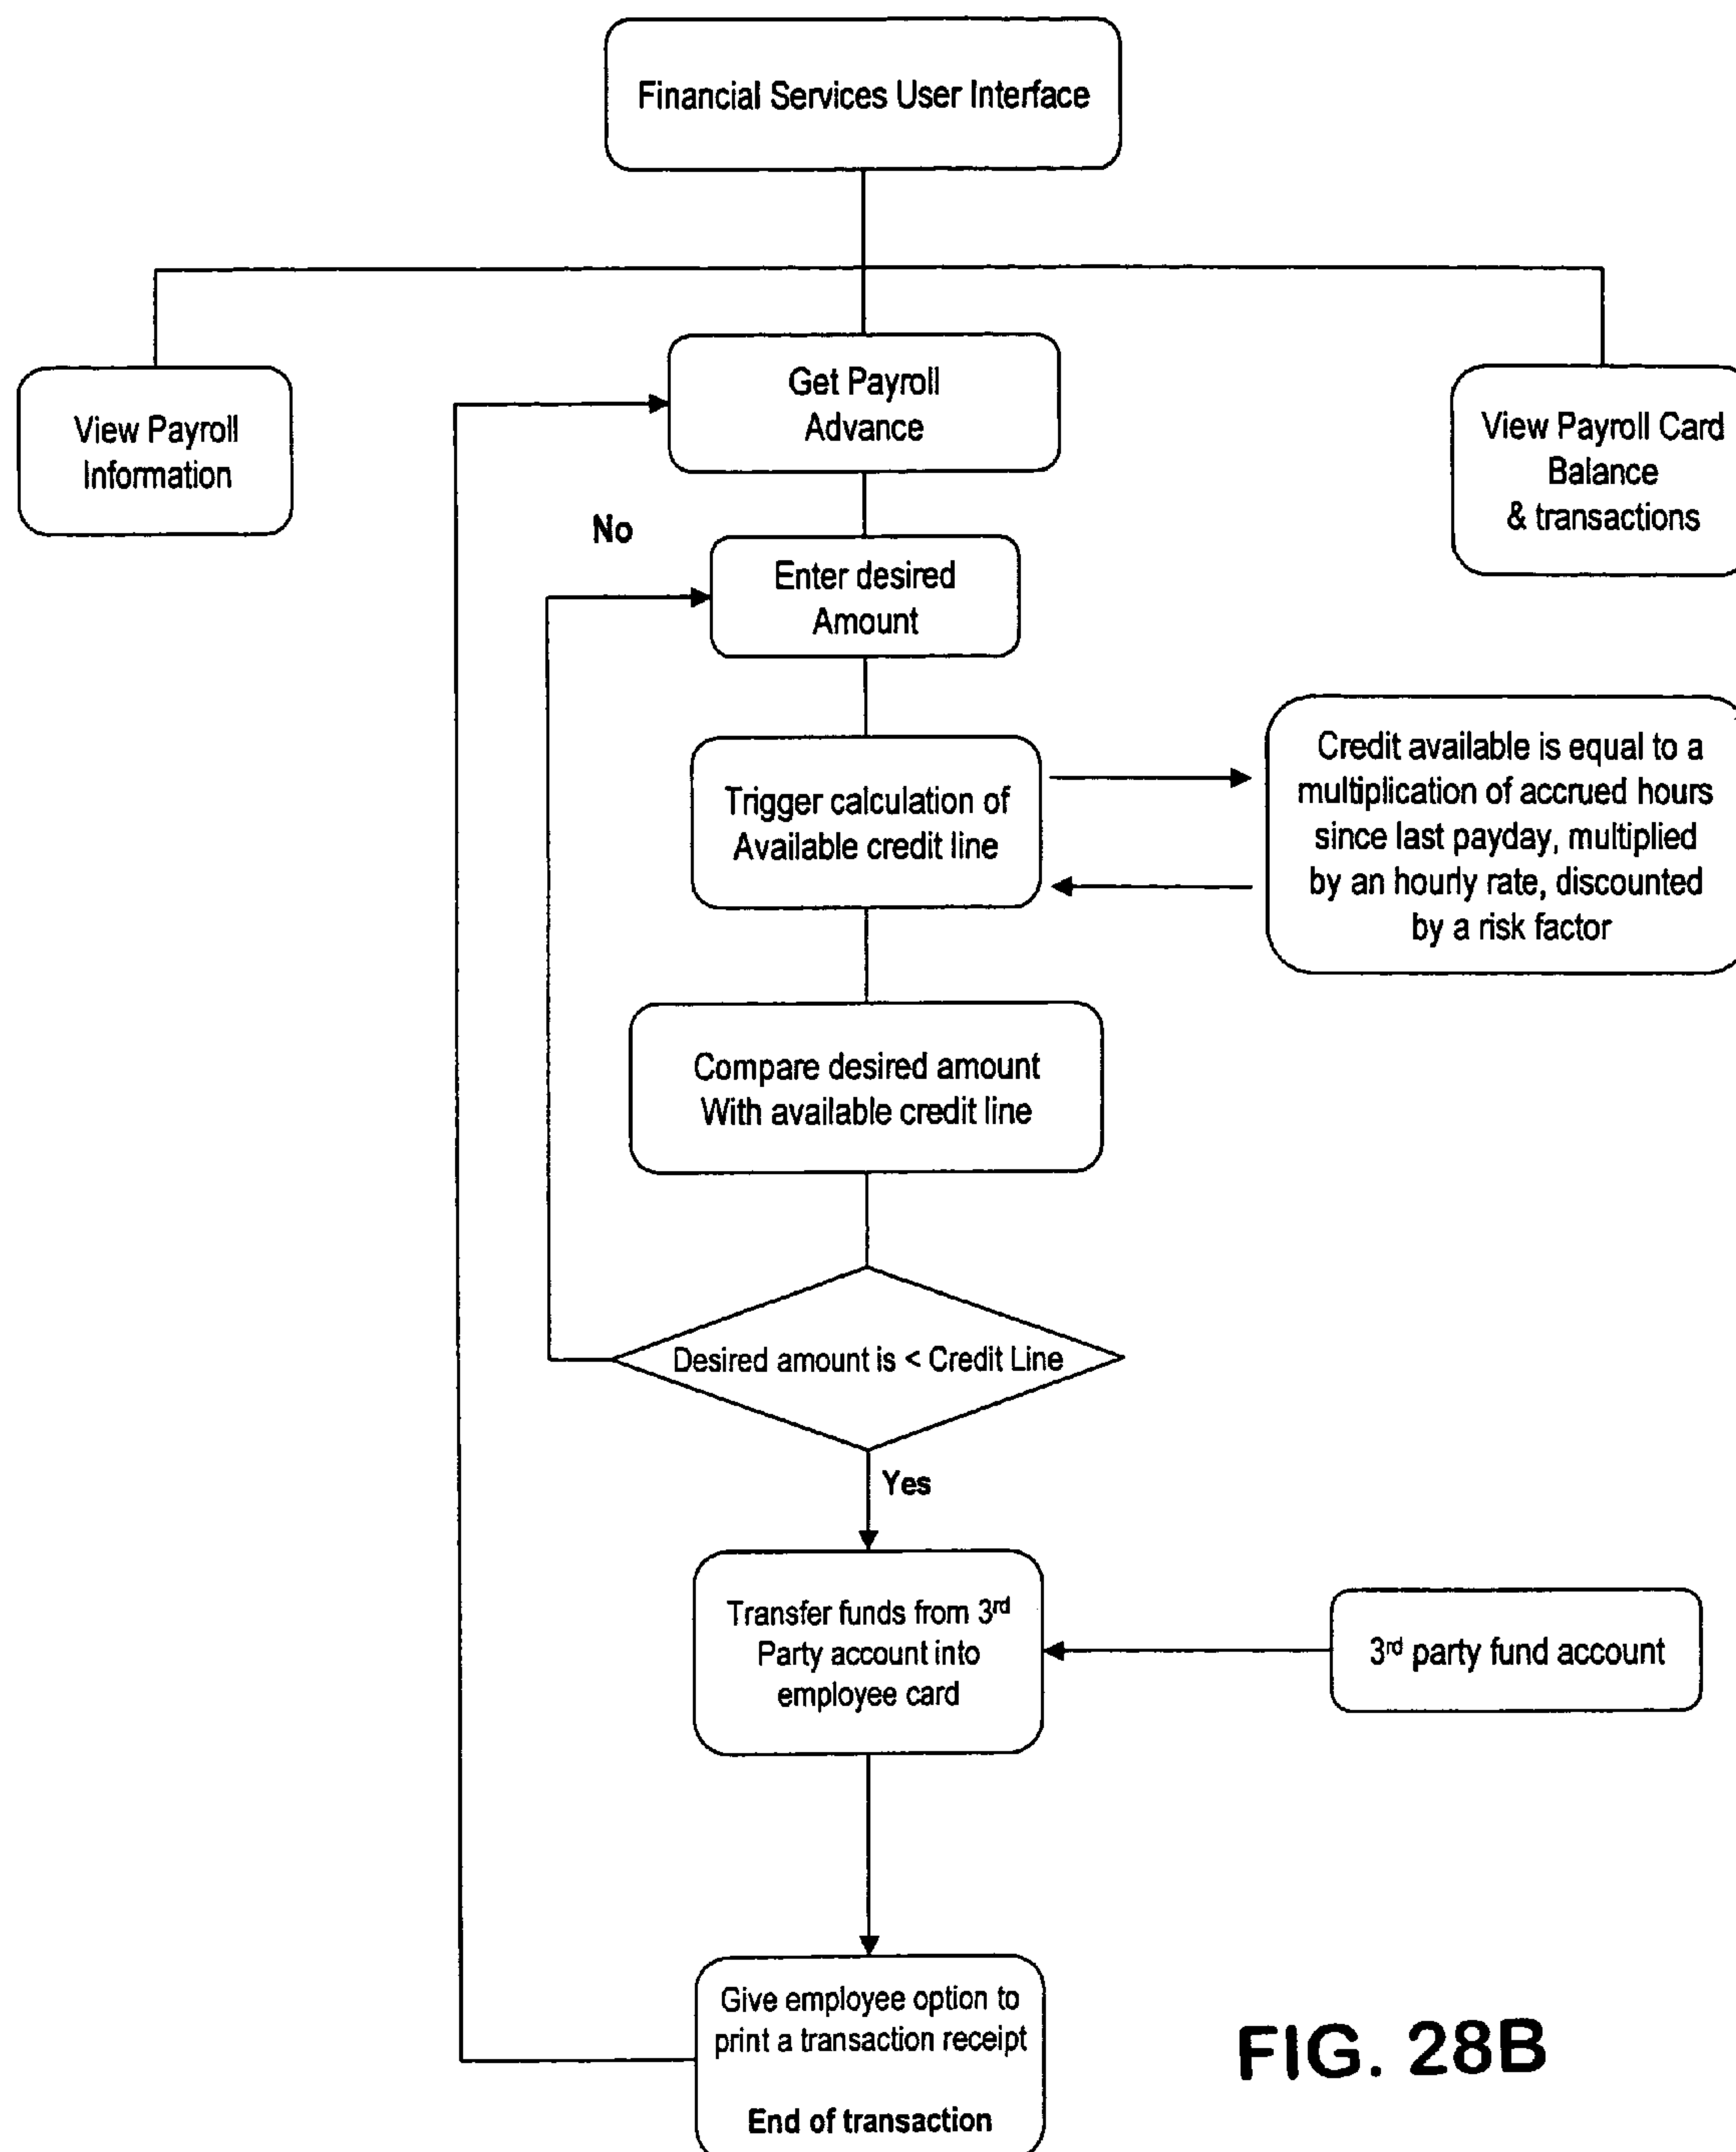 Financial Services User Interface
View Payroll
Information
Get Payroll
Advance
View Payroll Card
Balance
& transactions
No
Enter desired
Amount
Trigger calculation of
Available credit line
Credit available is equal to a
multiplication of accrued hours
since last payday, multiplied
by an hourly rate, discounted
by a risk factor
Compare desired amount
With available credit line
Desired amount is < Credit Line
Yes
Transfer funds from 3rd
Party account into
employee card
3rd party fund account
Give employee option to
print a transaction receipt
End of transaction
FIG. 28B